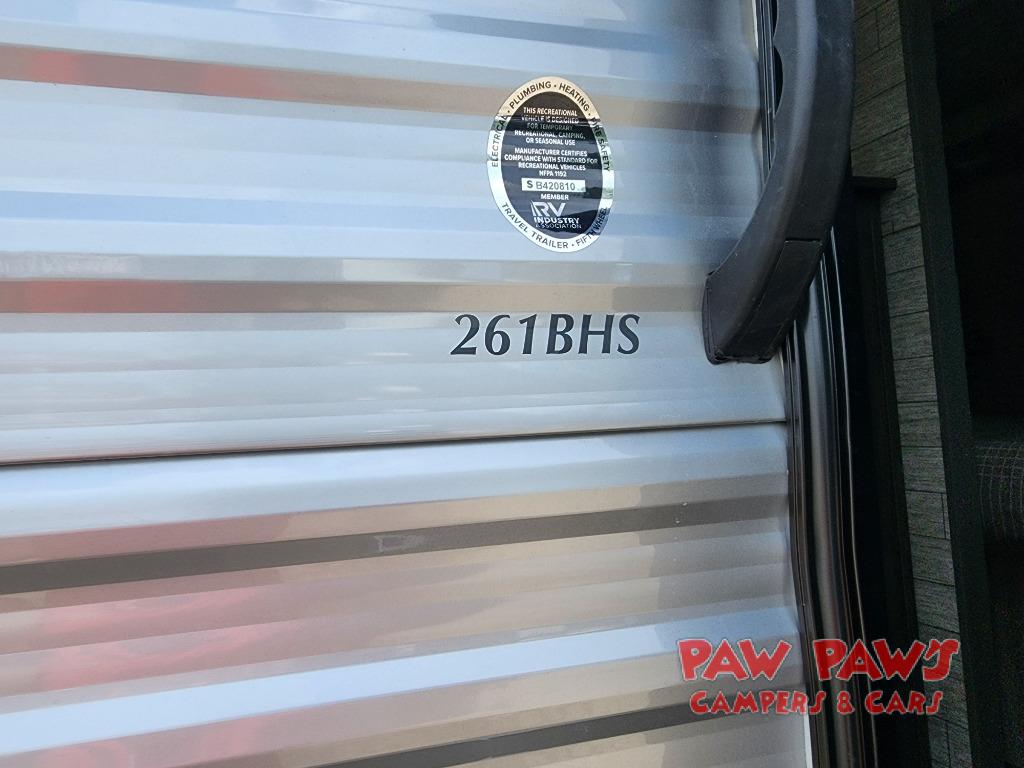 ELECTRICAL • PLUMBING • HEATING • FIRE SAFETY
THIS RECREATIONAL
VEHICLE IS DESIGNED
FOR TEMPORARY
RECREATIONAL, CAMPING,
OR SEASONAL USE
MANUFACTURER CERTIFIES
COMPLIANCE WITH STANDARD FOR
RECREATIONAL VEHICLES
NFPA 1192
S B420810
MEMBER
RV
INDUSTRY
ASSOCIATION
TRAVEL TRAILER • FIFTH WHEEL
261BHS
PAW PAW'S
CAMPERS & CARS